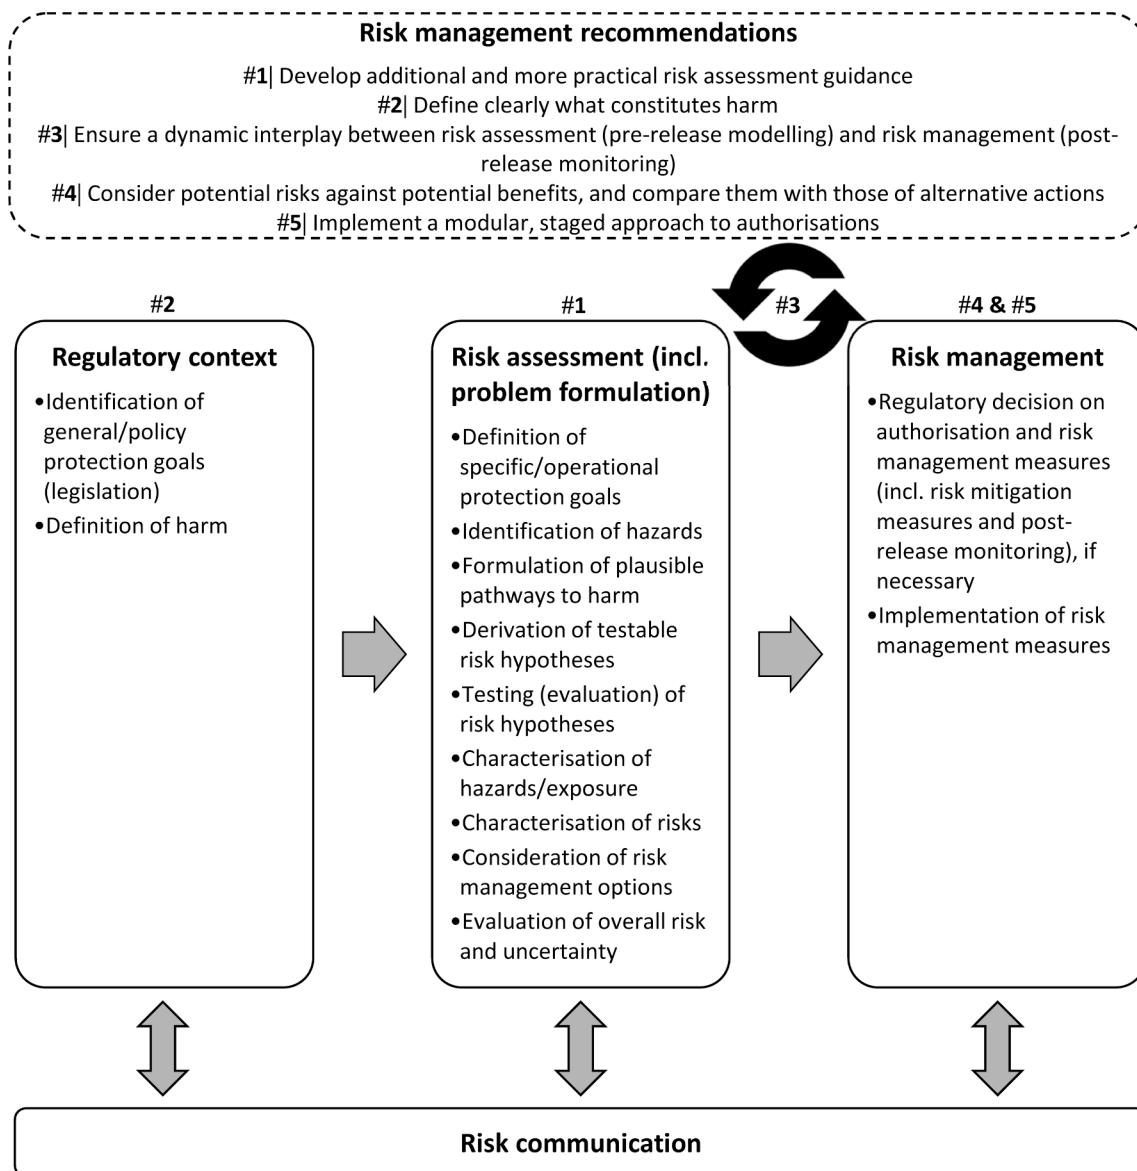 Risk management recommendations
#1| Develop additional and more practical risk assessment guidance
#2| Define clearly what constitutes harm
#3| Ensure a dynamic interplay between risk assessment (pre-release modelling) and risk management (post-
release monitoring)
#4| Consider potential risks against potential benefits, and compare them with those of alternative actions
#5| Implement a modular, staged approach to authorisations
#2
Regulatory context
•Identification of
general/policy
protection goals
(legislation)
•Definition of harm
#1
Risk assessment (incl.
problem formulation)
•Definition of
specific/operational
protection goals
•Identification of hazards
•Formulation of plausible
pathways to harm
•Derivation of testable
risk hypotheses
•Testing (evaluation) of
risk hypotheses
•Characterisation of
hazards/exposure
•Characterisation of risks
•Consideration of risk
management options
•Evaluation of overall risk
and uncertainty
#3
#4 & #5
Risk management
•Regulatory decision on
authorisation and risk
management measures
(incl. risk mitigation
measures and post-
release monitoring), if
necessary
•Implementation of risk
management measures
Risk communication